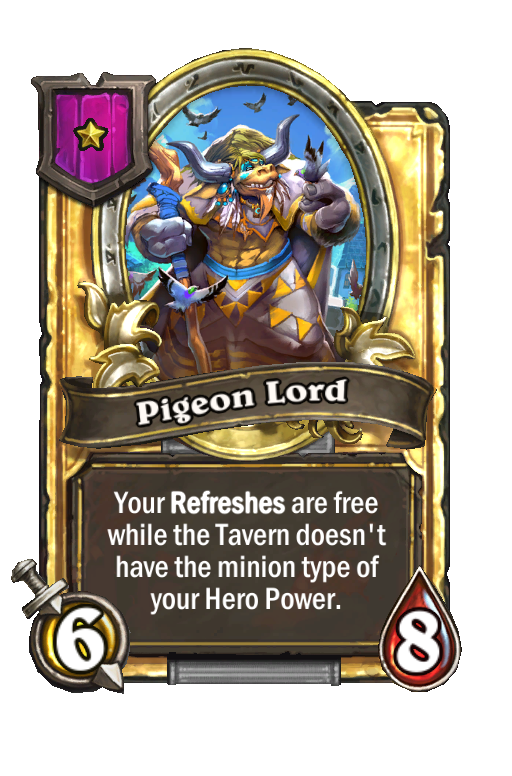 Pigeon Lord
Your Refreshes are free
while the Tavern doesn't
have the minion type of
your Hero Power.
6
8